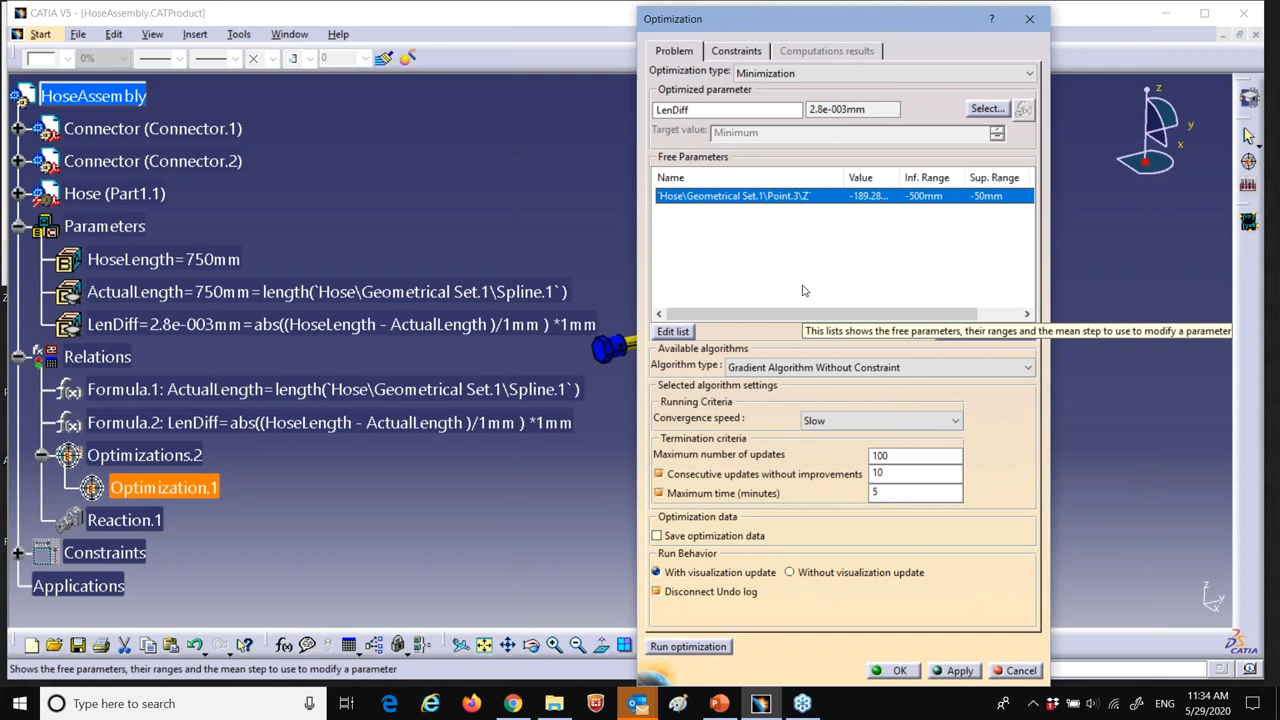 CATIA V5 - [HoseAssembly.CATProduct]
Start File Edit View Insert Tools Window Help
0% 0
HoseAssembly
Connector (Connector.1)
Connector (Connector.2)
Hose (Part1.1)
Parameters
HoseLength=750mm
ActualLength=750mm=length(`Hose\Geometrical Set.1\Spline.1`)
LenDiff=2.8e-003mm=abs((HoseLength - ActualLength )/1mm ) *1mm
Relations
Formula.1: ActualLength=length(`Hose\Geometrical Set.1\Spline.1`)
Formula.2: LenDiff=abs((HoseLength - ActualLength )/1mm ) *1mm
Optimizations.2
Optimization.1
Reaction.1
Constraints
Applications
Optimization ?
Problem Constraints Computations results
Optimization type: Minimization
Optimized parameter
LenDiff 2.8e-003mm Select...
Target value: Minimum
Free Parameters
Name Value Inf. Range Sup. Range
`Hose\Geometrical Set.1\Point.3\Z` -189.28... -500mm -50mm
Edit list
This lists shows the free parameters, their ranges and the mean step to use to modify a parameter
Available algorithms
Algorithm type : Gradient Algorithm Without Constraint
Selected algorithm settings
Running Criteria
Convergence speed : Slow
Termination criteria
Maximum number of updates 100
Consecutive updates without improvements 10
Maximum time (minutes) 5
Optimization data
Save optimization data
Run Behavior
With visualization update Without visualization update
Disconnect Undo log
Run optimization
OK Apply Cancel
z
y
x
z
y
x
CATIA
Shows the free parameters, their ranges and the mean step to use to modify a parameter
Type here to search
ENG
11:34 AM
5/29/2020